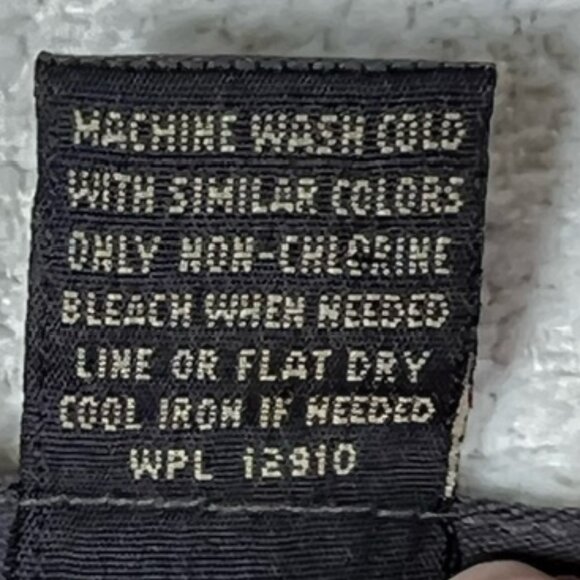 MACHINE WASH COLD
WITH SIMILAR COLORS
ONLY NON-CHLORINE
BLEACH WHEN NEEDED
LINE OR FLAT DRY
COOL IRON IF NEEDED
WPL 12910